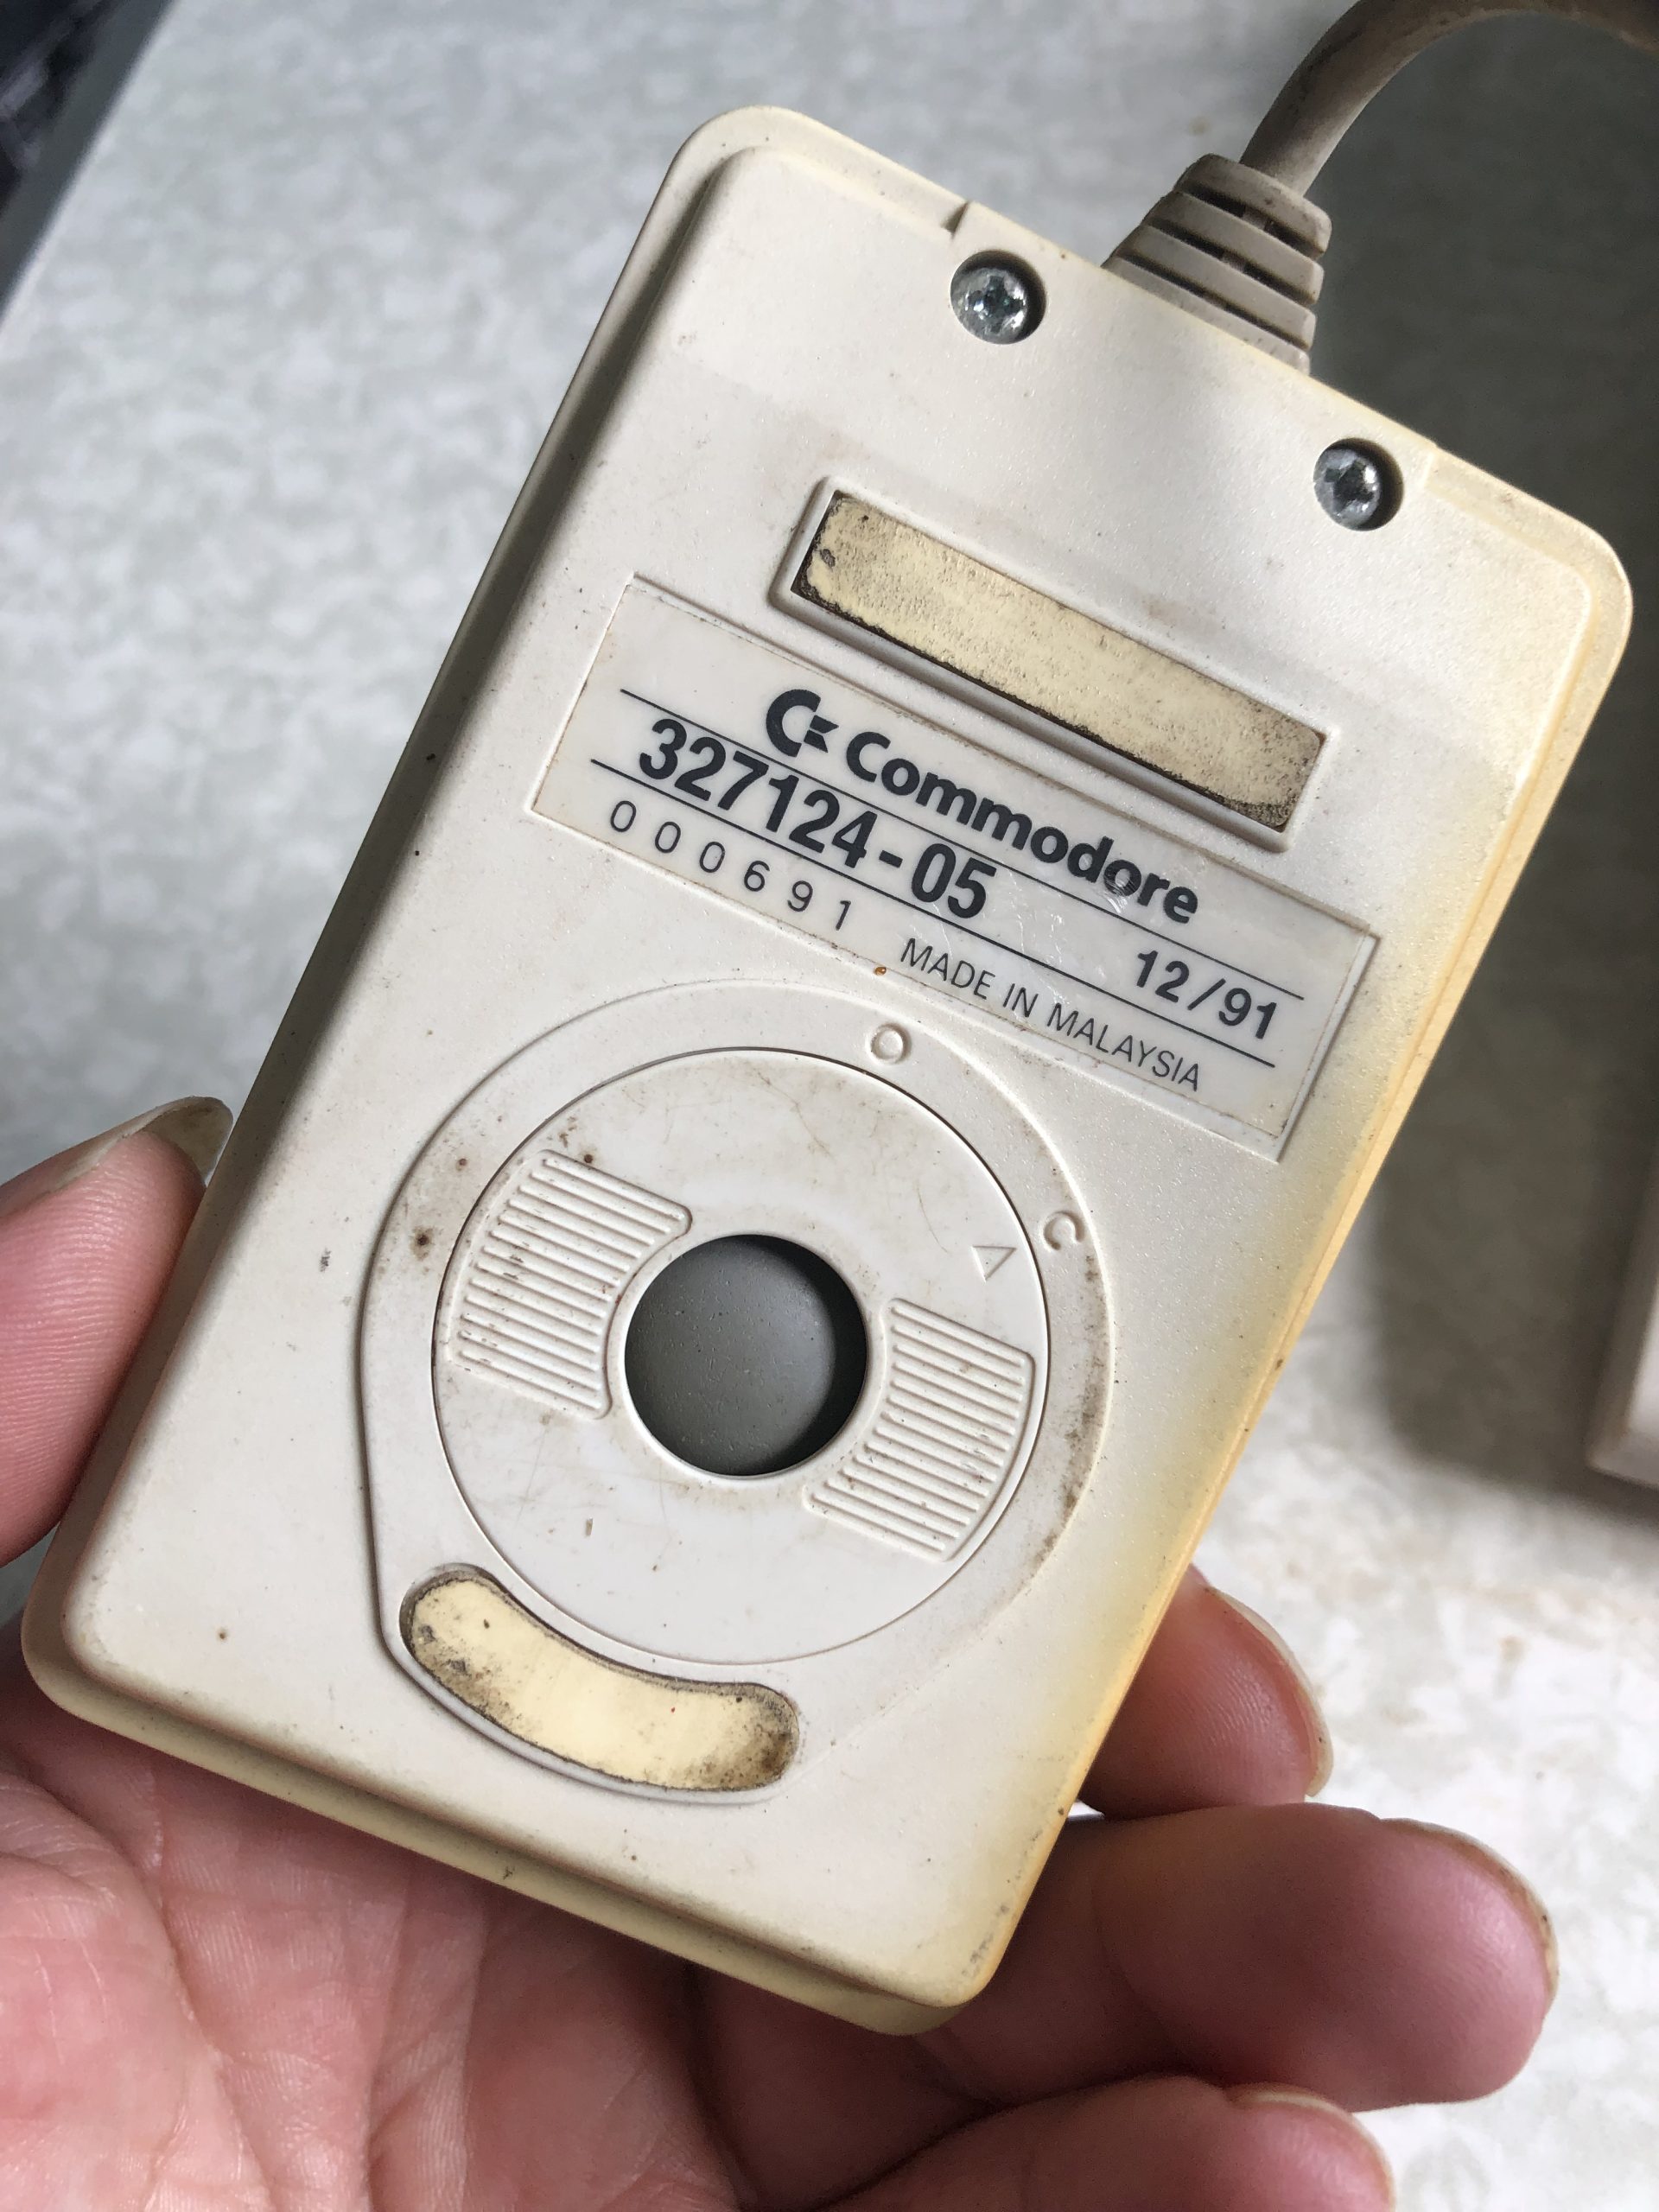 Commodore
327124-05 12/91
000691 MADE IN MALAYSIA
O
C